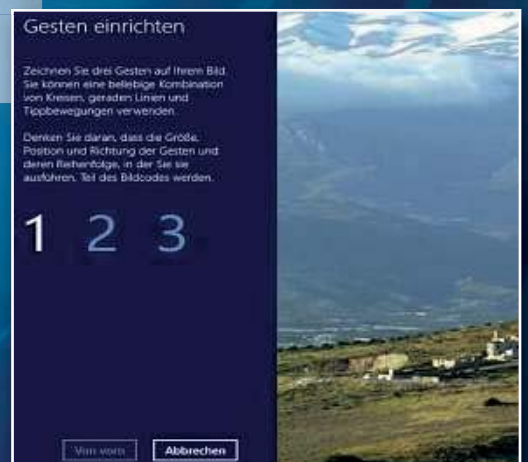 Gesten einrichten
Zeichnen Sie drei Gesten auf Ihrem Bild.
Sie können eine beliebige Kombination
von Kreisen, geraden Linien und
Tippbewegungen verwenden.
Denken Sie daran, dass die Größe,
Position und Richtung der Gesten und
deren Reihenfolge, in der Sie sie
ausführen, Teil des Bildcodes werden.
1 2 3
Von vorn Abbrechen